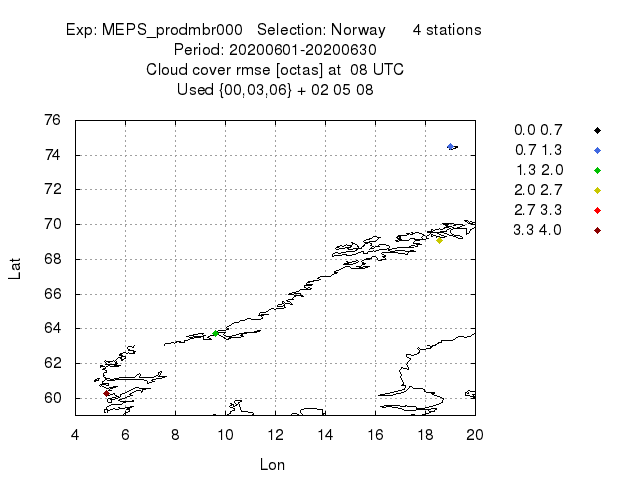 Exp: MEPS_prodmbr000 Selection: Norway 4 stations
Period: 20200601-20200630
Cloud cover rmse [octas] at 08 UTC
Used {00,03,06} + 02 05 08
76
74
72
70
68
66
64
62
60
Lat
4 6 8 10 12 14 16 18 20
Lon
0.0 0.7
0.7 1.3
1.3 2.0
2.0 2.7
2.7 3.3
3.3 4.0